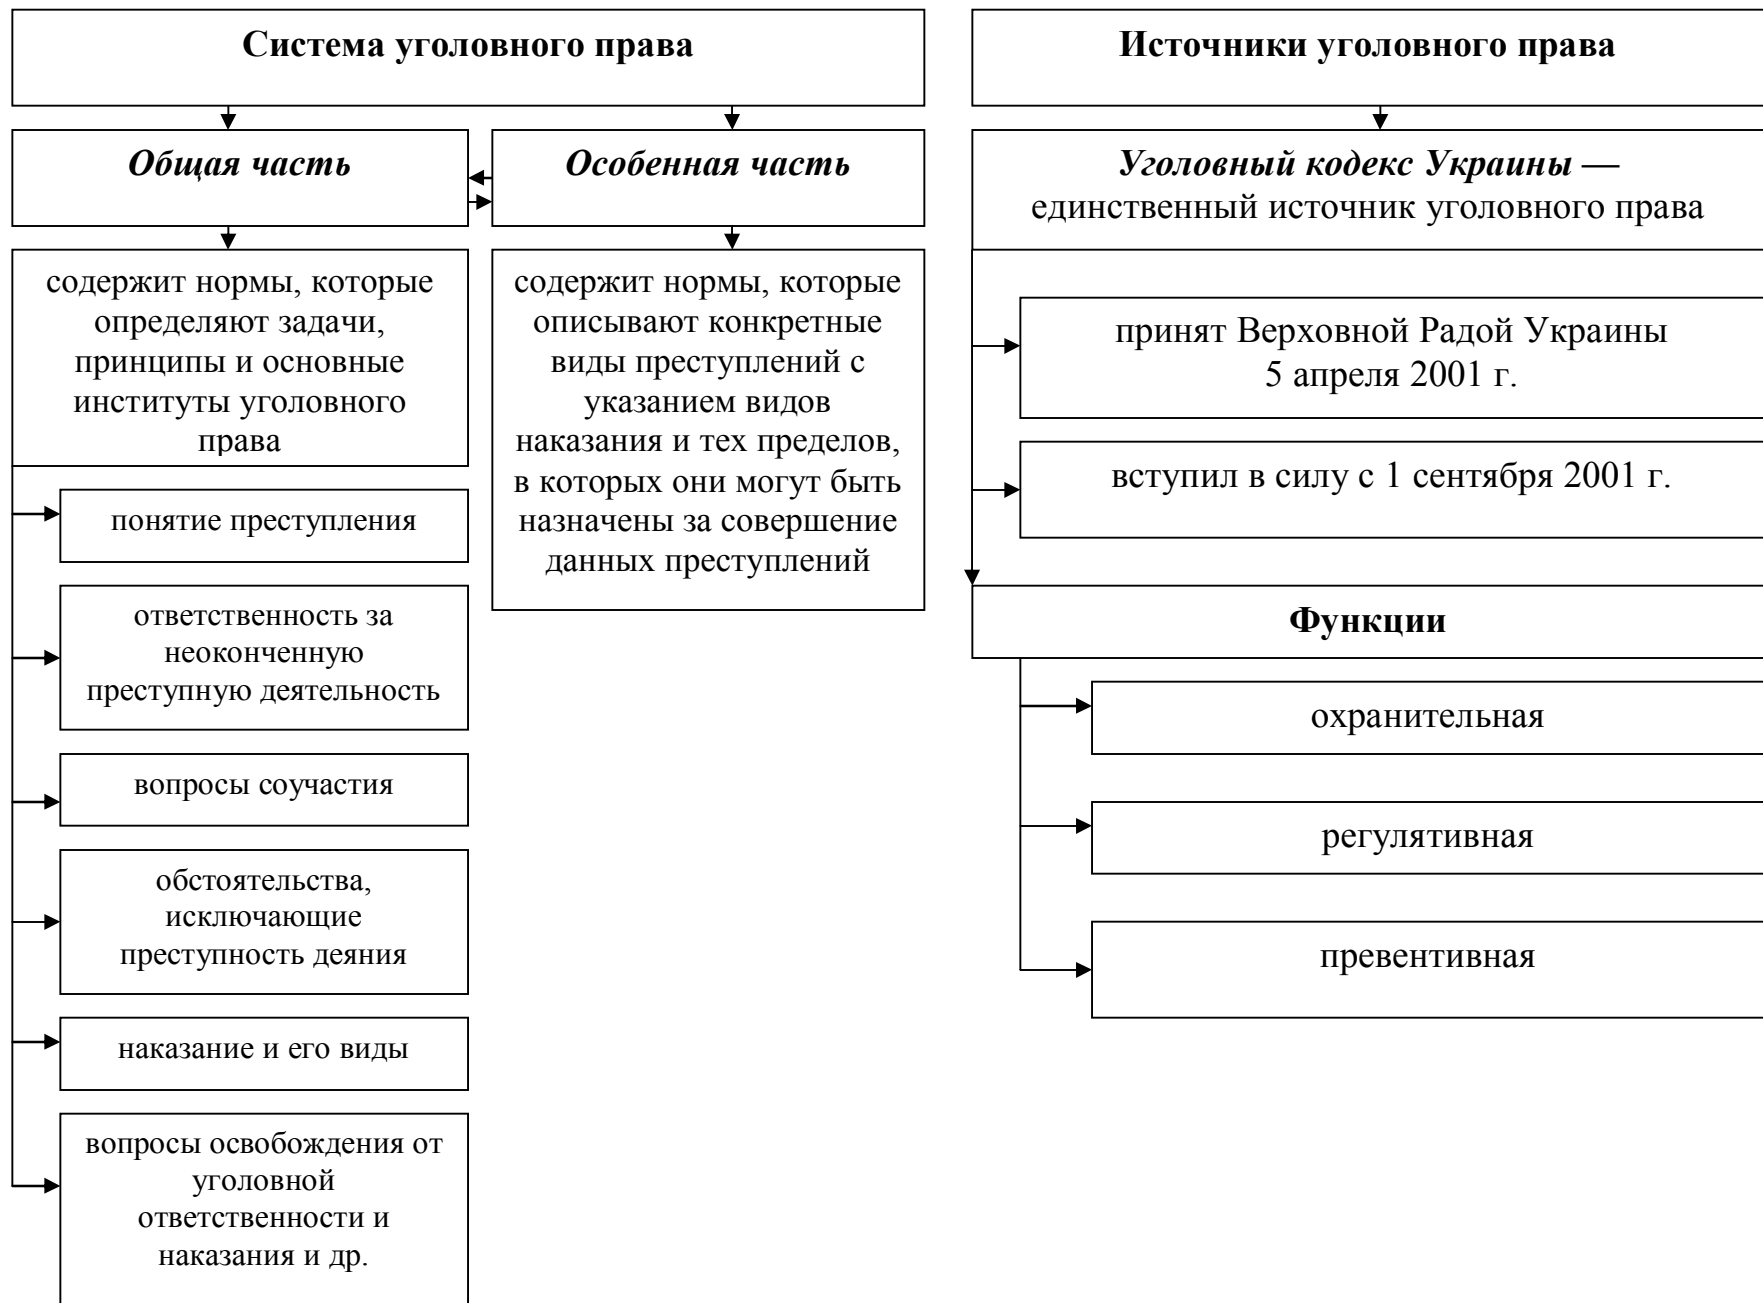 Система уголовного права
Общая часть
Особенная часть
содержит нормы, которые
определяют задачи,
принципы и основные
институты уголовного
права
понятие преступления
ответственность за
неоконченную
преступную деятельность
вопросы соучастия
обстоятельства,
исключающие
преступность деяния
наказание и его виды
вопросы освобождения от
уголовной
ответственности и
наказания и др.
содержит нормы, которые
описывают конкретные
виды преступлений с
указанием видов
наказания и тех пределов,
в которых они могут быть
назначены за совершение
данных преступлений
Источники уголовного права
Уголовный кодекс Украины —
единственный источник уголовного права
принят Верховной Радой Украины
5 апреля 2001 г.
вступил в силу с 1 сентября 2001 г.
Функции
охранительная
регулятивная
превентивная